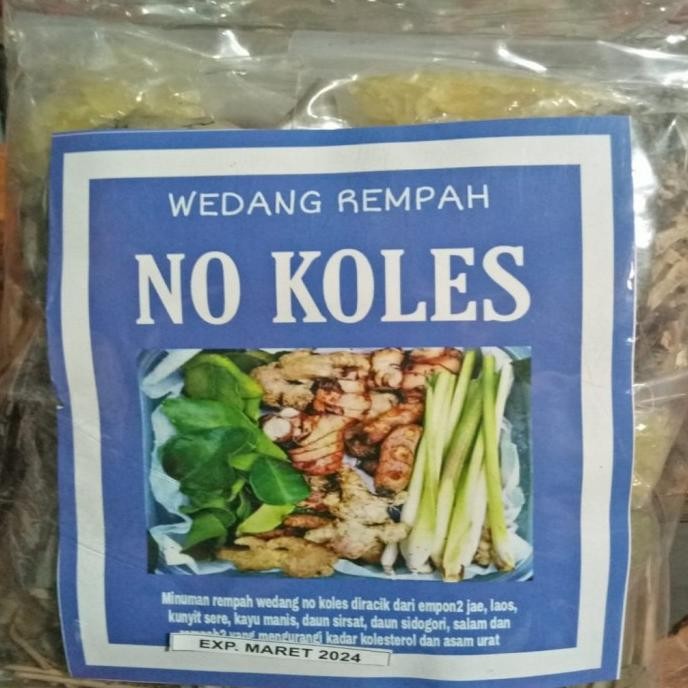 WEDANG REMPAH
NO KOLES
Minuman rempah wedang no koles diracik dari empon2 jae, laos,
kunyit sere, kayu manis, daun sirsat, daun sidogori, salam dan
yang mengurangi kadar kolesterol dan asam urat
EXP. MARET 2024